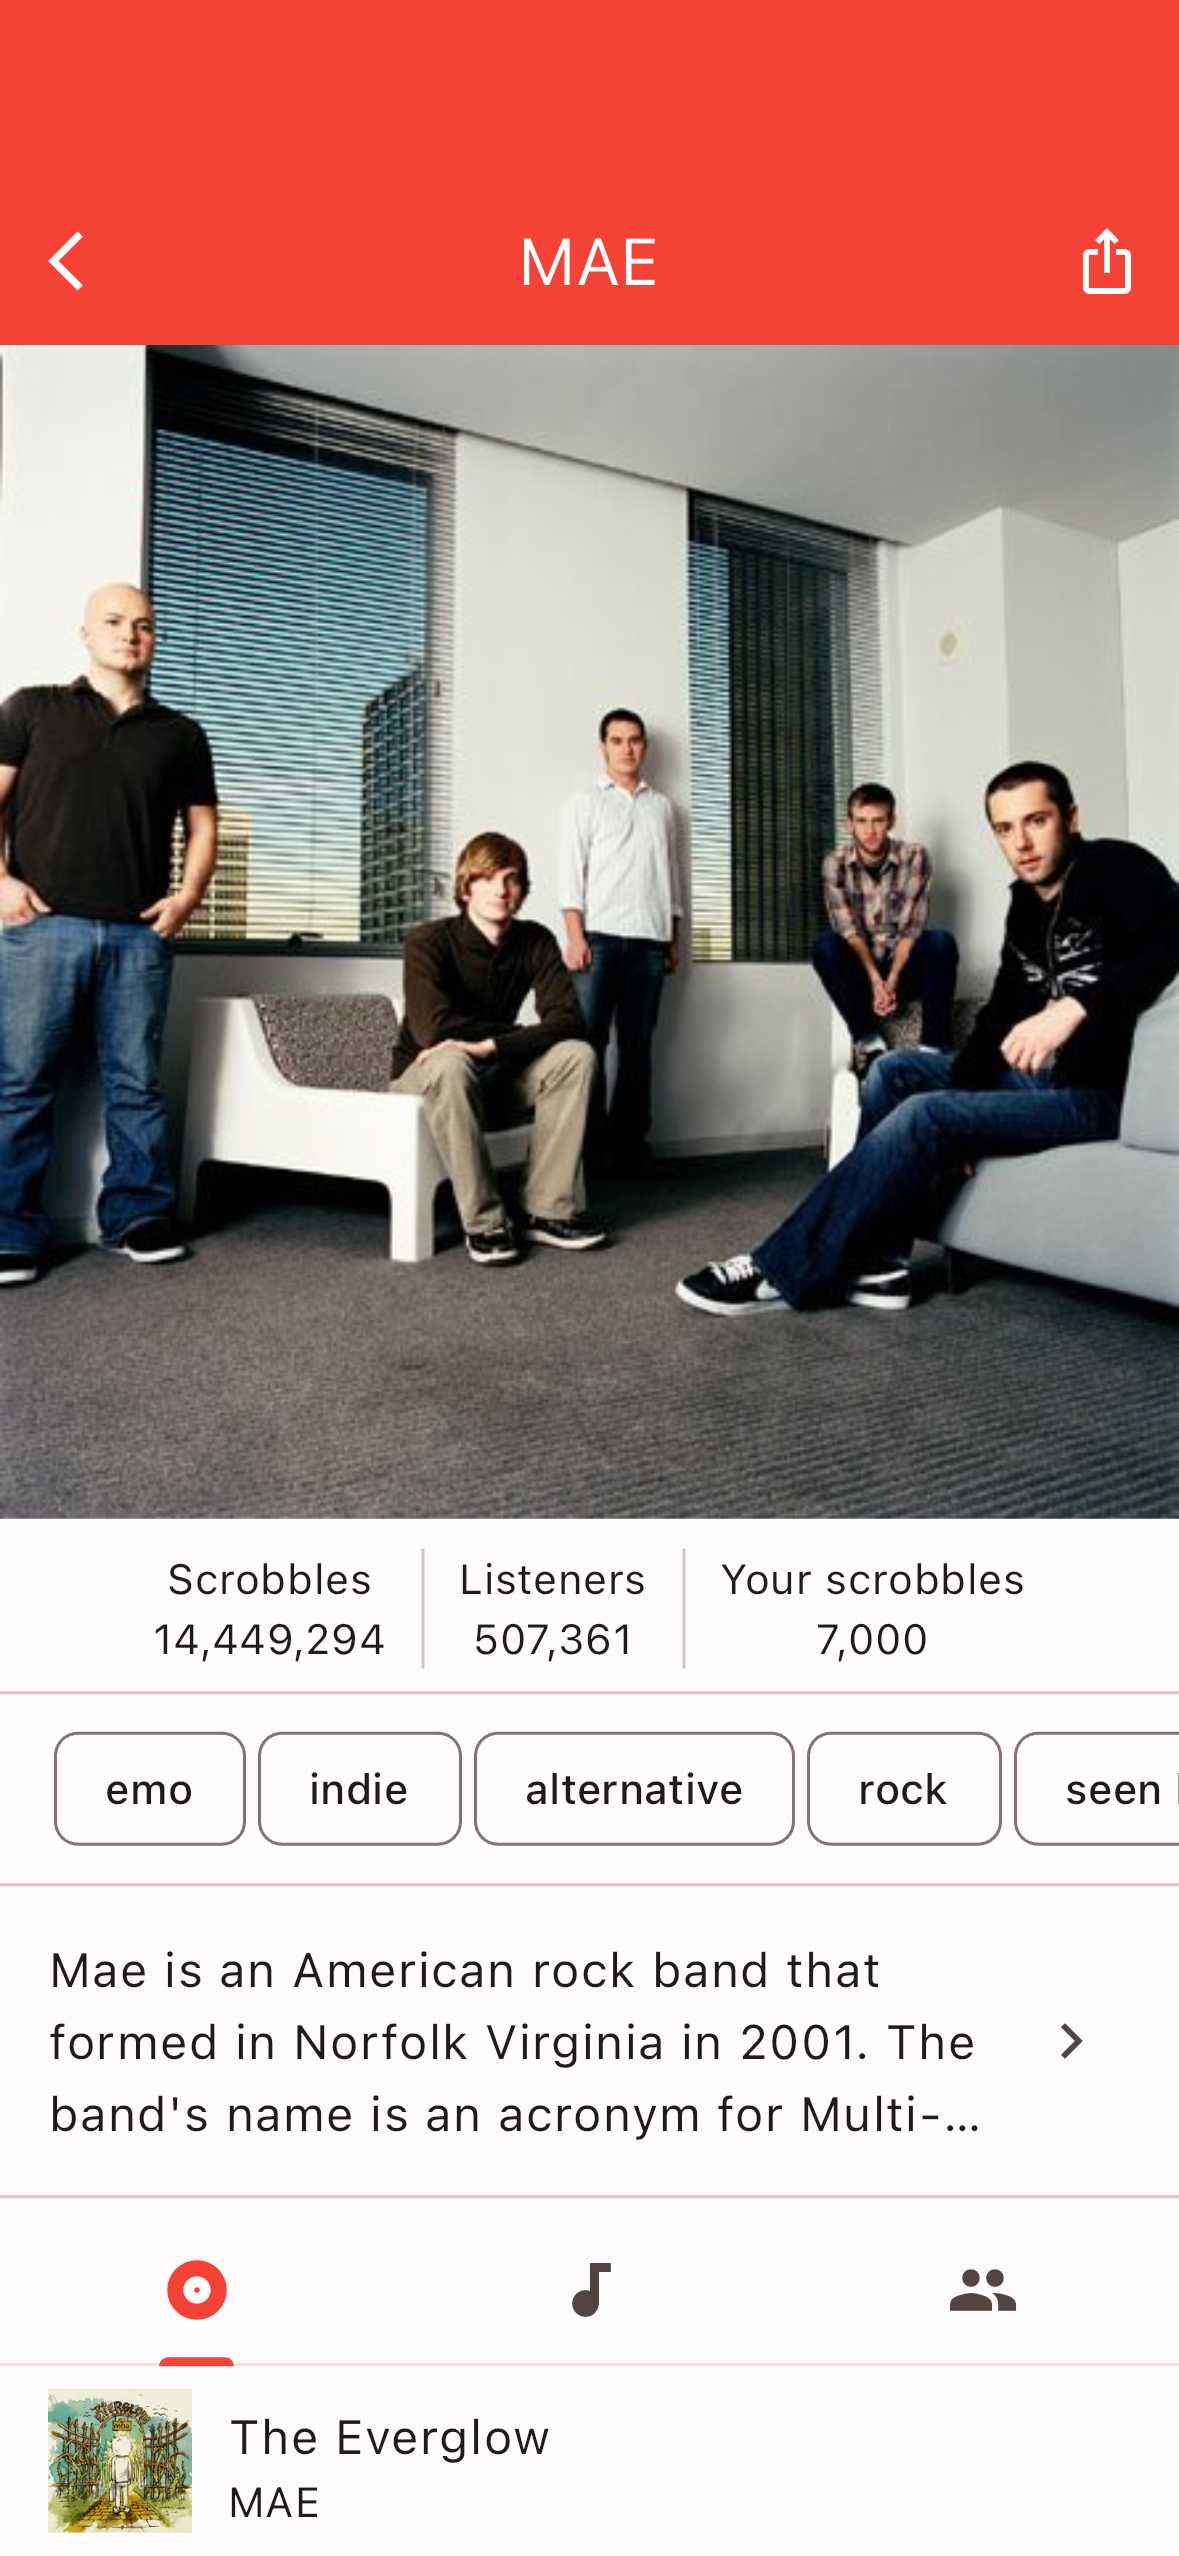 MAE
Scrobbles
14,449,294
Listeners
507,361
Your scrobbles
7,000
emo
indie
alternative
rock
seen
Mae is an American rock band that
formed in Norfolk Virginia in 2001. The
band's name is an acronym for Multi-...
EVERGLOW
mae
The Everglow
MAE